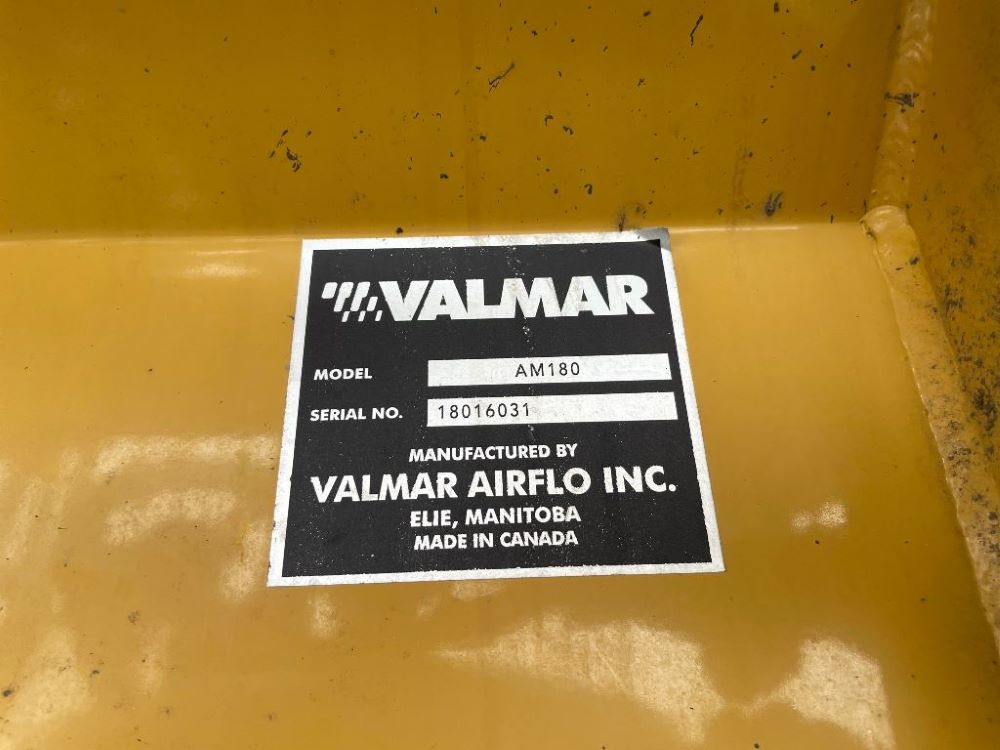 VALMAR
MODEL AM180
SERIAL NO. 18016031
MANUFACTURED BY
VALMAR AIRFLO INC.
ELIE, MANITOBA
MADE IN CANADA